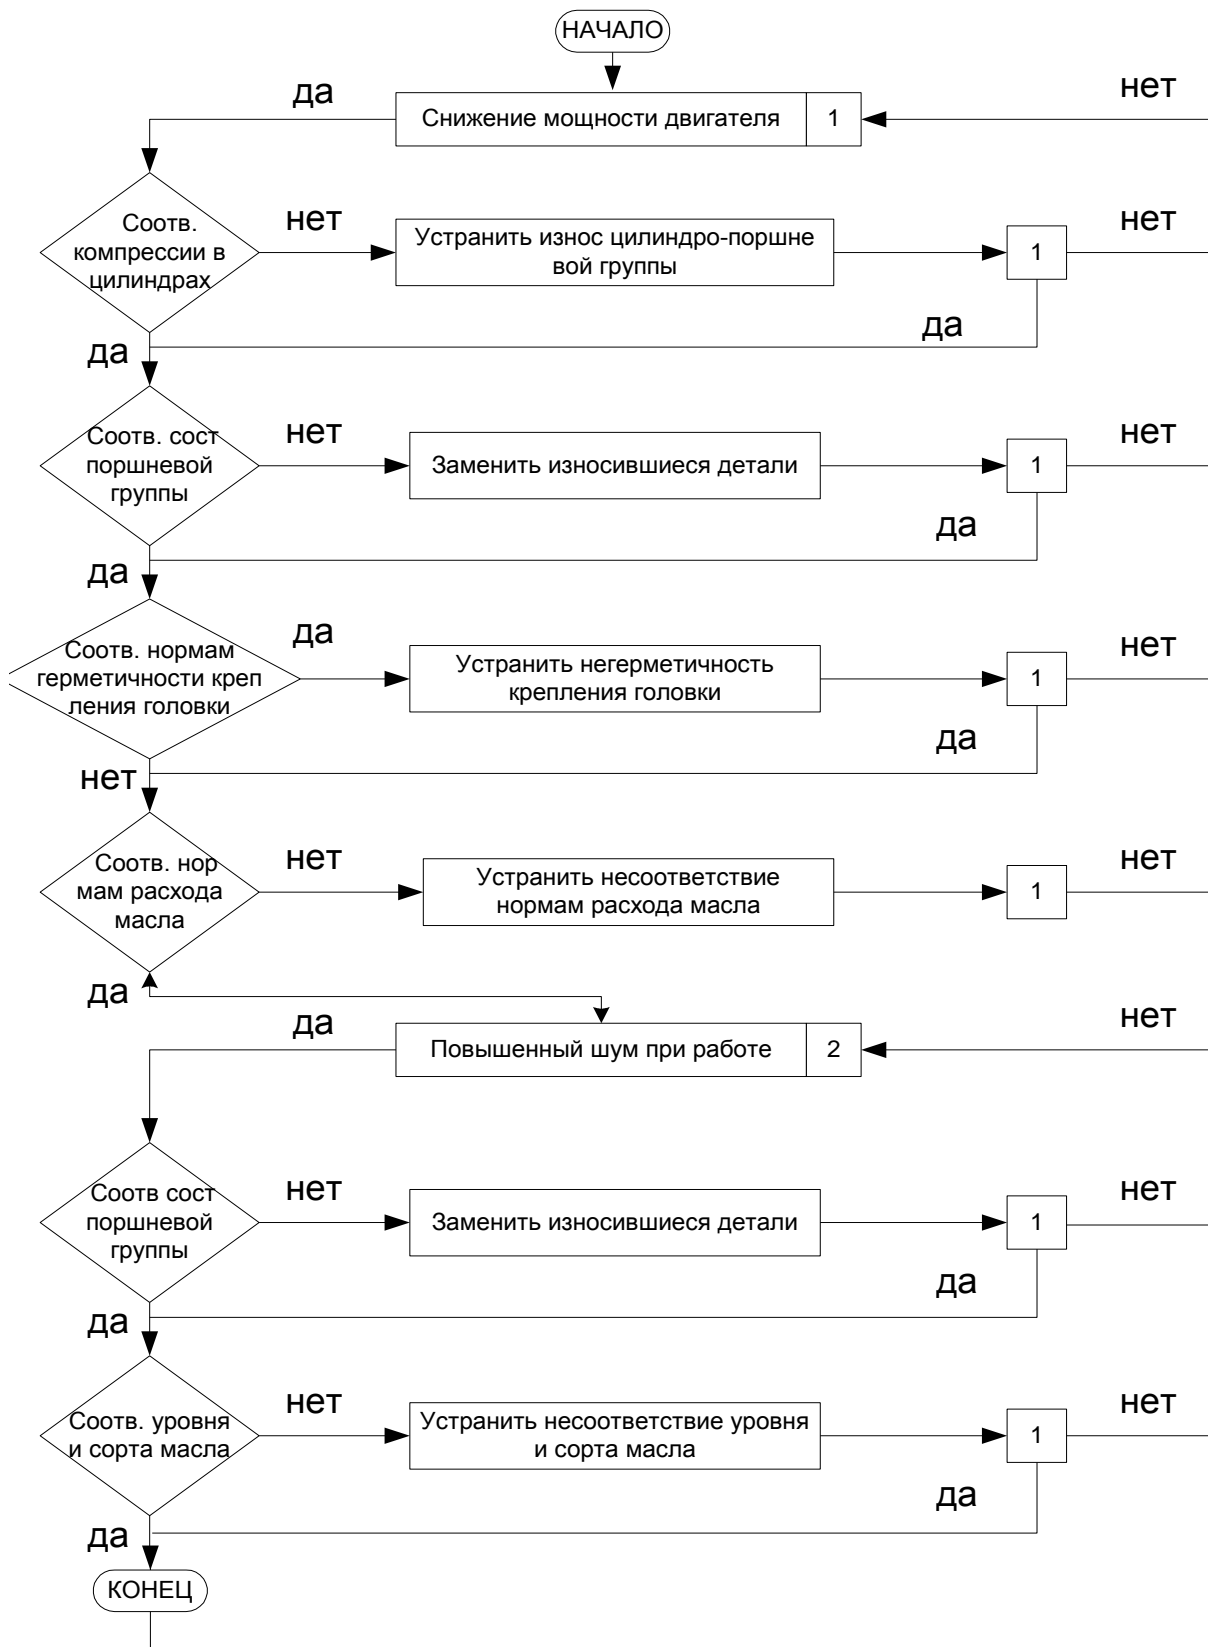 НАЧАЛО
да
нет
Снижение мощности двигателя
1
Соотв.
компрессии в
цилиндрах
нет
Устранить износ цилиндро-поршне
вой группы
1
нет
да
да
Соотв. сост
поршневой
группы
нет
Заменить износившиеся детали
1
нет
да
да
Соотв. нормам
герметичности креп
ления головки
да
Устранить негерметичность
крепления головки
1
нет
да
нет
Соотв. нор
мам расхода
масла
нет
Устранить несоответствие
нормам расхода масла
1
нет
да
да
нет
Повышенный шум при работе
2
Соотв сост
поршневой
группы
нет
Заменить износившиеся детали
1
нет
да
да
Соотв. уровня
и сорта масла
нет
Устранить несоответствие уровня
и сорта масла
1
нет
да
да
КОНЕЦ